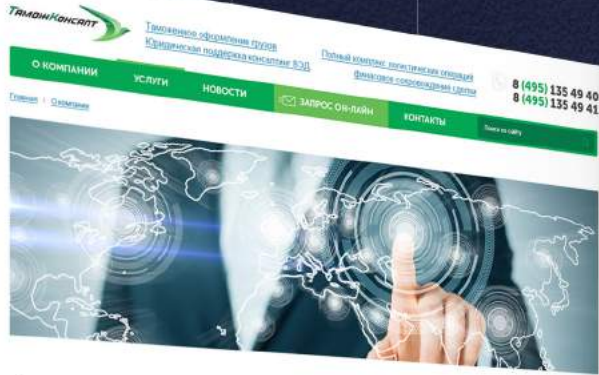 ТАМОЖКОНСАЛТ
Таможенное оформление грузов
Юридическая поддержка-консалтинг ВЭД
Полный комплекс логистических операций
финасовое сопровождение сделки
8 (495) 135 49 40
8 (495) 135 49 41
О КОМПАНИИ
УСЛУГИ
НОВОСТИ
ЗАПРОС ОН-ЛАЙН
КОНТАКТЫ
Поиск по сайту
Главная | О компании